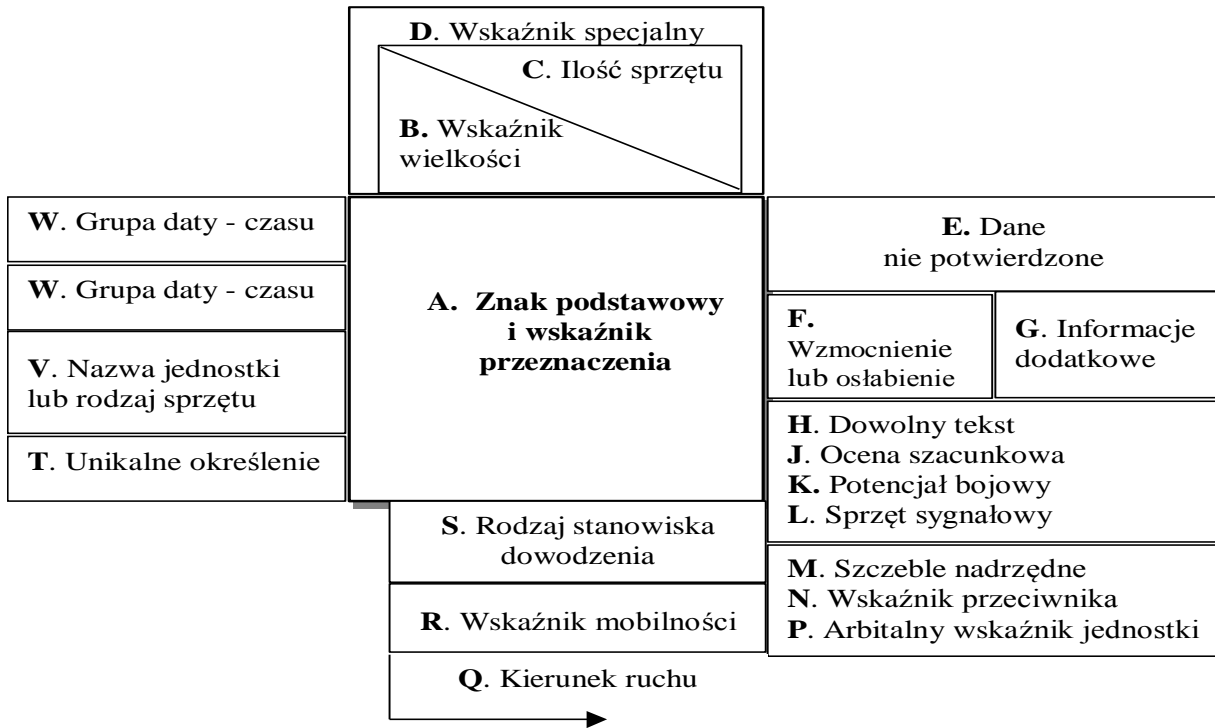 D. Wskaźnik specjalny
C. Ilość sprzętu
B. Wskaźnik
wielkości
W. Grupa daty - czasu
W. Grupa daty - czasu
V. Nazwa jednostki
lub rodzaj sprzętu
T. Unikalne określenie
A. Znak podstawowy
i wskaźnik
przeznaczenia
E. Dane
nie potwierdzone
F.
Wzmocnienie
lub osłabienie
G. Informacje
dodatkowe
H. Dowolny tekst
J. Ocena szacunkowa
K. Potencjał bojowy
L. Sprzęt sygnałowy
S. Rodzaj stanowiska
dowodzenia
M. Szczeble nadrzędne
N. Wskaźnik przeciwnika
P. Arbitalny wskaźnik jednostki
R. Wskaźnik mobilności
Q. Kierunek ruchu